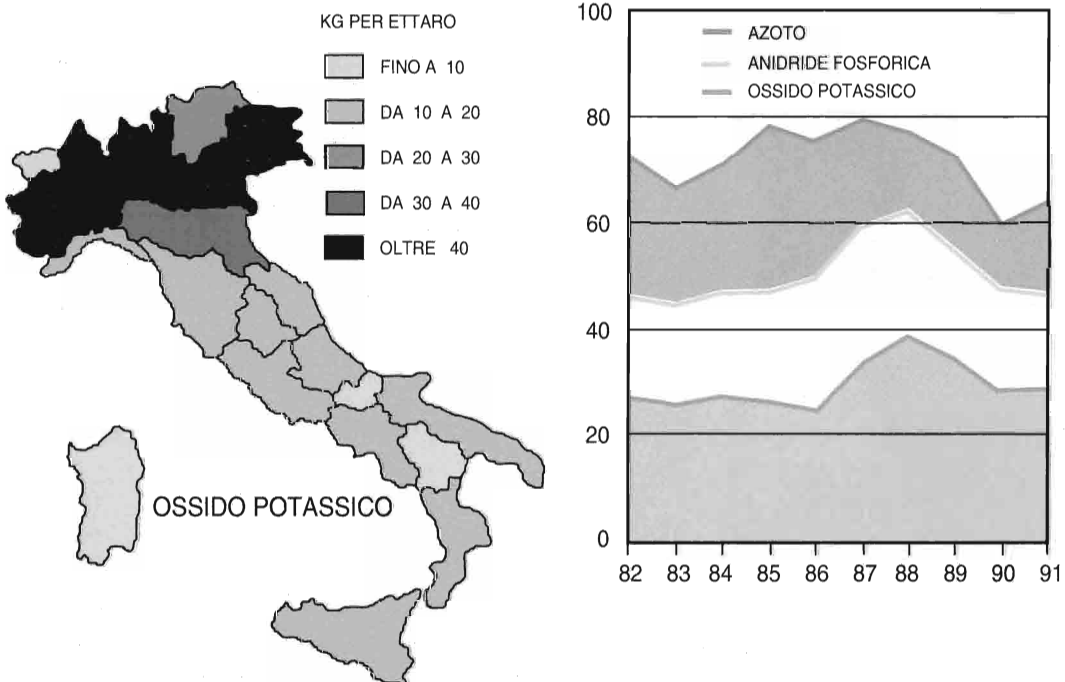 KG PER ETTARO
FINO A 10
DA 10 A 20
DA 20 A 30
DA 30 A 40
OLTRE 40
OSSIDO POTASSICO
100
80
60
40
20
0
AZOTO
ANIDRIDE FOSFORICA
OSSIDO POTASSICO
82 83 84 85 86 87 88 89 90 91